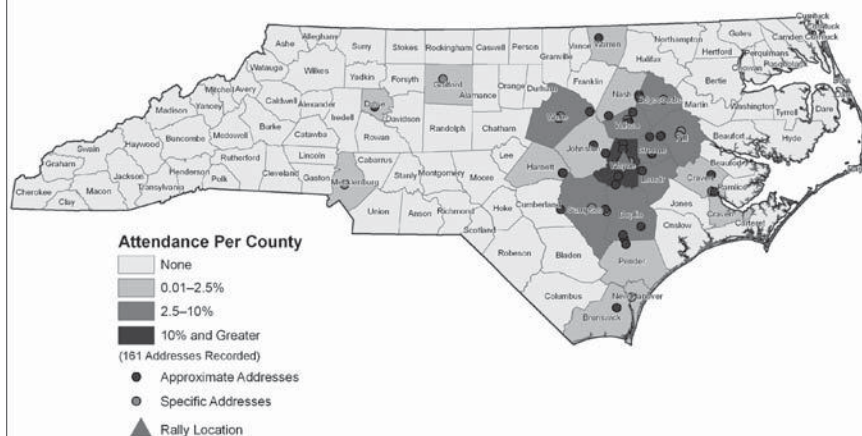 Currituck
Ashe
Allegham
Surry
Stokes
Rockingham
Caswell
Person
Granville
Vance
Warren
Northampton
Gates
Camden
Perquimans
Pasquotank
Hertford
Halifax
Chowan
Bertie
Watauga
Wilkes
Yadkin
Forsyth
Guilford
Alamance
Orange
Durham
Franklin
Nash
Edgecombe
Martin
Washington
Tyrrell
Dare
Mitchell
Avery
Caldwell
Alexander
Iredell
Davie
Davidson
Randolph
Chatham
Wake
Wilson
Pitt
Beaufort
Hyde
Madison
Yancey
Burke
Catawba
Rowan
Johnston
Greene
Buncombe
Mcdowell
Lincoln
Cabarrus
Lee
Harnett
Wayne
Lenoir
Craven
Beaufort
Pamlico
Swain
Haywood
Rutherford
Cleveland
Gaston
Mecklenburg
Stanly
Montgomery
Moore
Graham
Jackson
Henderson
Polk
Transylvania
Cherokee
Clay
Macon
Union
Anson
Richmond
Hoke
Cumberland
Sampson
Duplin
Jones
Craven
Carteret
Scotland
Onslow
Robeson
Bladen
Pender
Columbus
New Hanover
Brunswick
Attendance Per County
None
0.01–2.5%
2.5–10%
10% and Greater
(161 Addresses Recorded)
Approximate Addresses
Specific Addresses
Rally Location